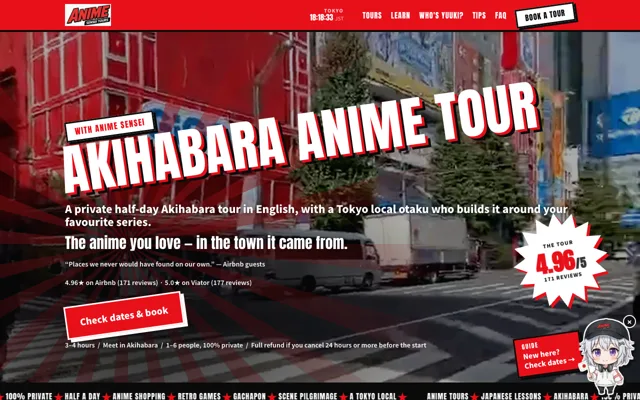 ANIME
TOKYO
18:18:33 JST
TOURS
LEARN
WHO'S YUUKI?
TIPS
FAQ
BOOK A TOUR
WITH ANIME SENSEI
AKIHABARA ANIME TOUR
A private half-day Akihabara tour in English, with a Tokyo local otaku who builds it around your
favourite series.
The anime you love – in the town it came from.
"Places we never would have found on our own." — Airbnb guests
4.96★ on Airbnb (171 reviews) · 5.0★ on Viator (177 reviews)
THE TOUR
4.96/5
171 REVIEWS
Check dates & book
3–4 hours / Meet in Akihabara / 1–6 people, 100% private / Full refund if you cancel 24 hours or more before the start
GUIDE
New here?
Check dates →
100% PRIVATE ★ HALF A DAY ★ ANIME SHOPPING ★ RETRO GAMES ★ GACHAPON ★ SCENE PILGRIMAGE ★ A TOKYO LOCAL ★ ANIME TOURS ★ JAPANESE LESSONS ★ AKIHABARA ★ 100% PRIV